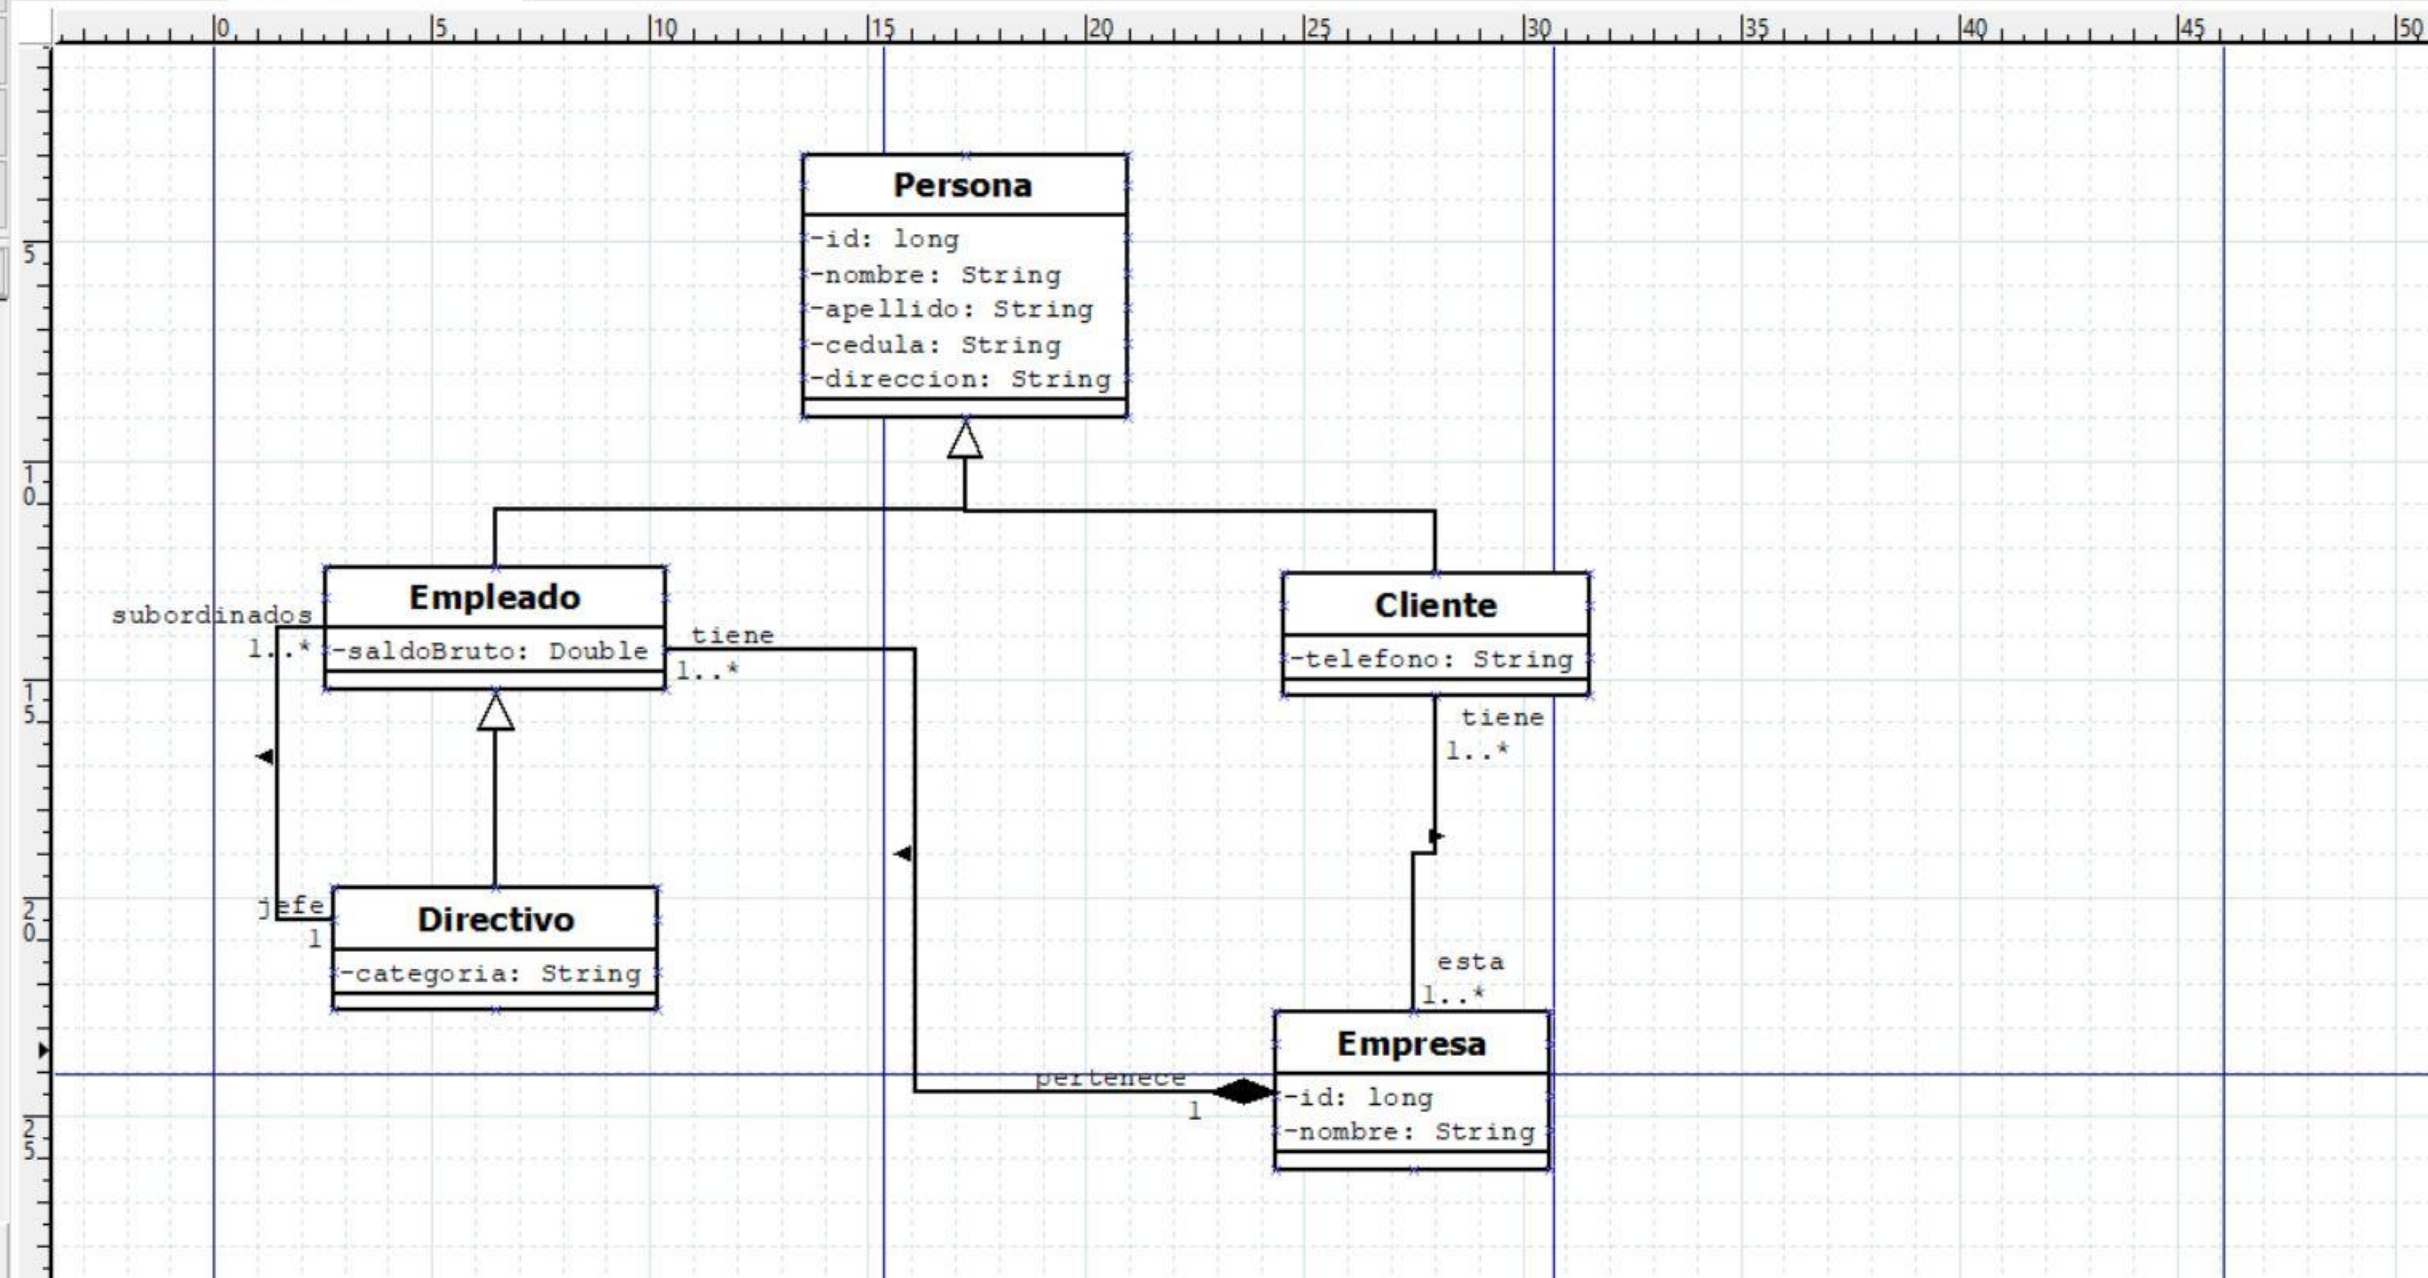 0 5 10 15 20 25 30 35 40 45 50
5
10
15
20
25
Persona
-id: long
-nombre: String
-apellido: String
-cedula: String
-direccion: String
Empleado
-saldoBruto: Double
subordinados
1..*
tiene
1..*
Cliente
-telefono: String
tiene
1..*
jefe
1
Directivo
-categoria: String
esta
1..*
Empresa
-id: long
-nombre: String
pertenece
1